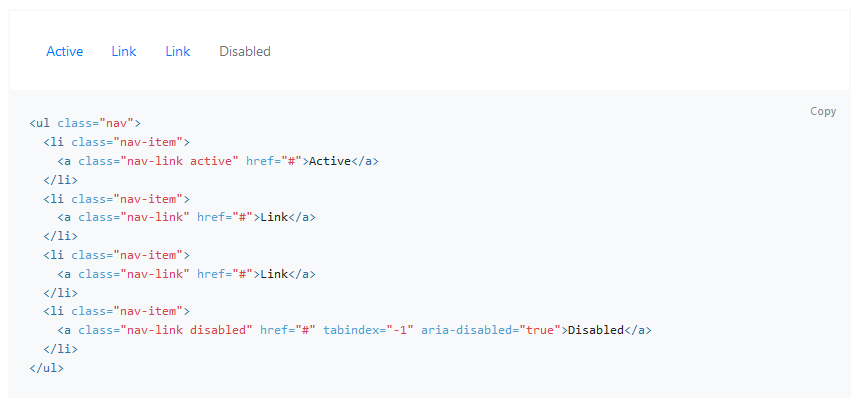 Active Link Link Disabled
Copy
<ul class="nav">
  <li class="nav-item">
    <a class="nav-link active" href="#">Active</a>
  </li>
  <li class="nav-item">
    <a class="nav-link" href="#">Link</a>
  </li>
  <li class="nav-item">
    <a class="nav-link" href="#">Link</a>
  </li>
  <li class="nav-item">
    <a class="nav-link disabled" href="#" tabindex="-1" aria-disabled="true">Disabled</a>
  </li>
</ul>